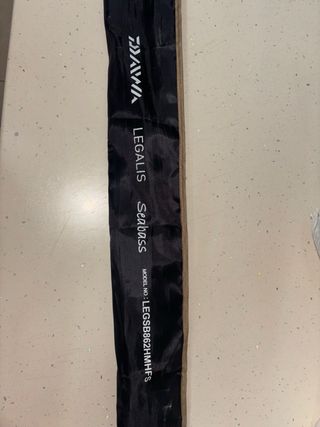 DAIWA
LEGALIS
Seabass
MODEL NO : LEGSB862HMHFS